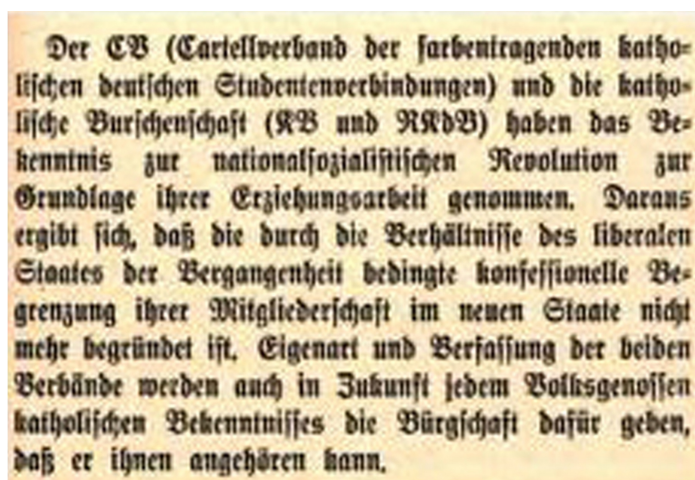 Der CV (Cartellverband der farbentragenden katho-
lischen deutschen Studentenverbindungen) und die katho-
lische Burschenschaft (KV und RKdB) haben das Be-
kenntnis zur nationalsozialistischen Revolution zur
Grundlage ihrer Erziehungsarbeit genommen. Daraus
ergibt sich, daß die durch die Verhältnisse des liberalen
Staates der Vergangenheit bedingte konfessionelle Be-
grenzung ihrer Mitgliederschaft im neuen Staate nicht
mehr begründet ist. Eigenart und Verfassung der beiden
Verbände werden auch in Zukunft jedem Volksgenossen
katholischen Bekenntnisses die Bürgschaft dafür geben,
daß er ihnen angehören kann.